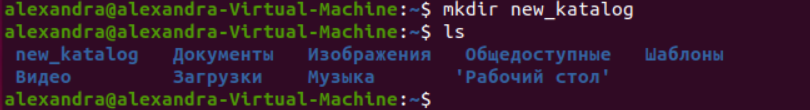 alexandra@alexandra-Virtual-Machine:~$ mkdir new_katalog
alexandra@alexandra-Virtual-Machine:~$ ls
new_katalog Документы Изображения Общедоступные Шаблоны
Видео Загрузки Музыка 'Рабочий стол'
alexandra@alexandra-Virtual-Machine:~$